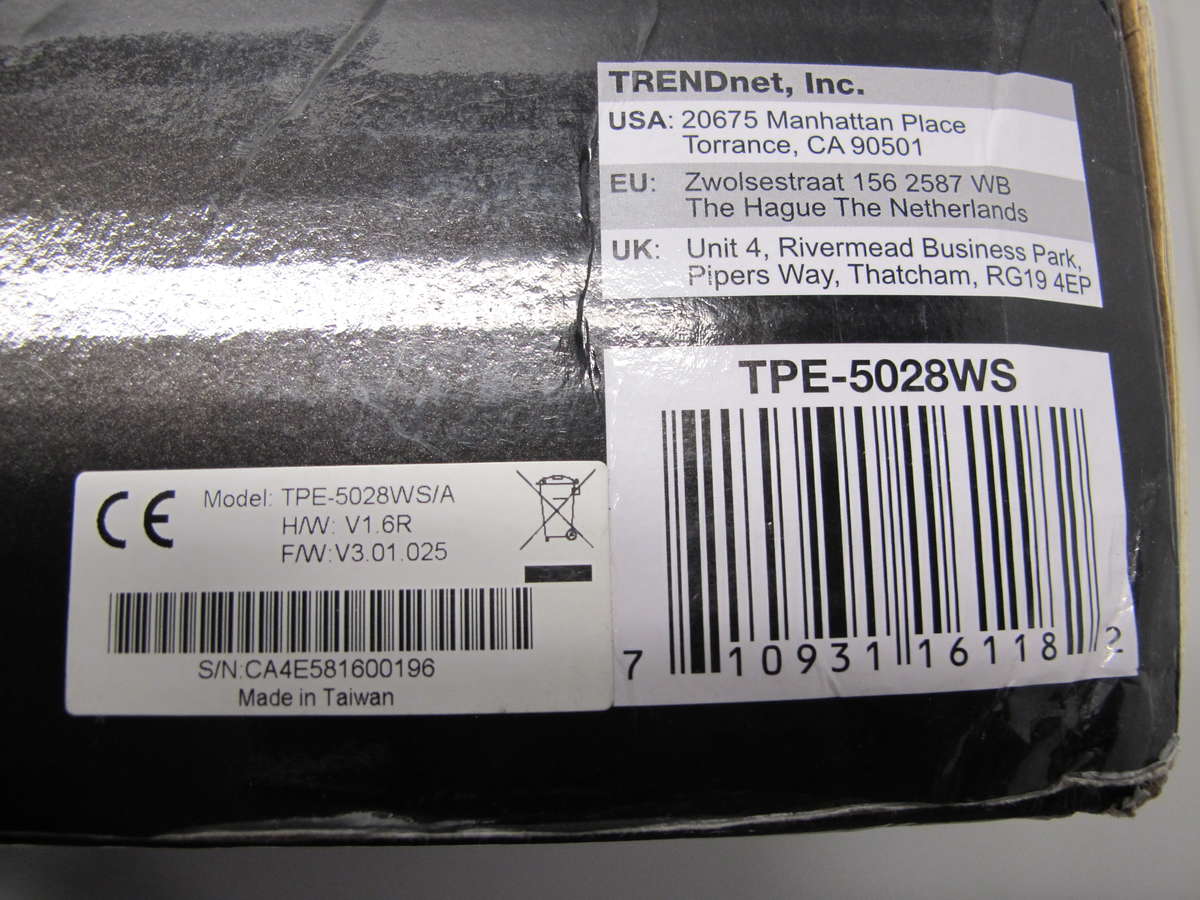 TRENDnet, Inc.
USA: 20675 Manhattan Place
Torrance, CA 90501
EU: Zwolsestraat 156 2587 WB
The Hague The Netherlands
UK: Unit 4, Rivermead Business Park,
Pipers Way, Thatcham, RG19 4EP
TPE-5028WS
7 10931 16118 2
CE Model: TPE-5028WS/A
H/W: V1.6R
F/W:V3.01.025
S/N:CA4E581600196
Made in Taiwan